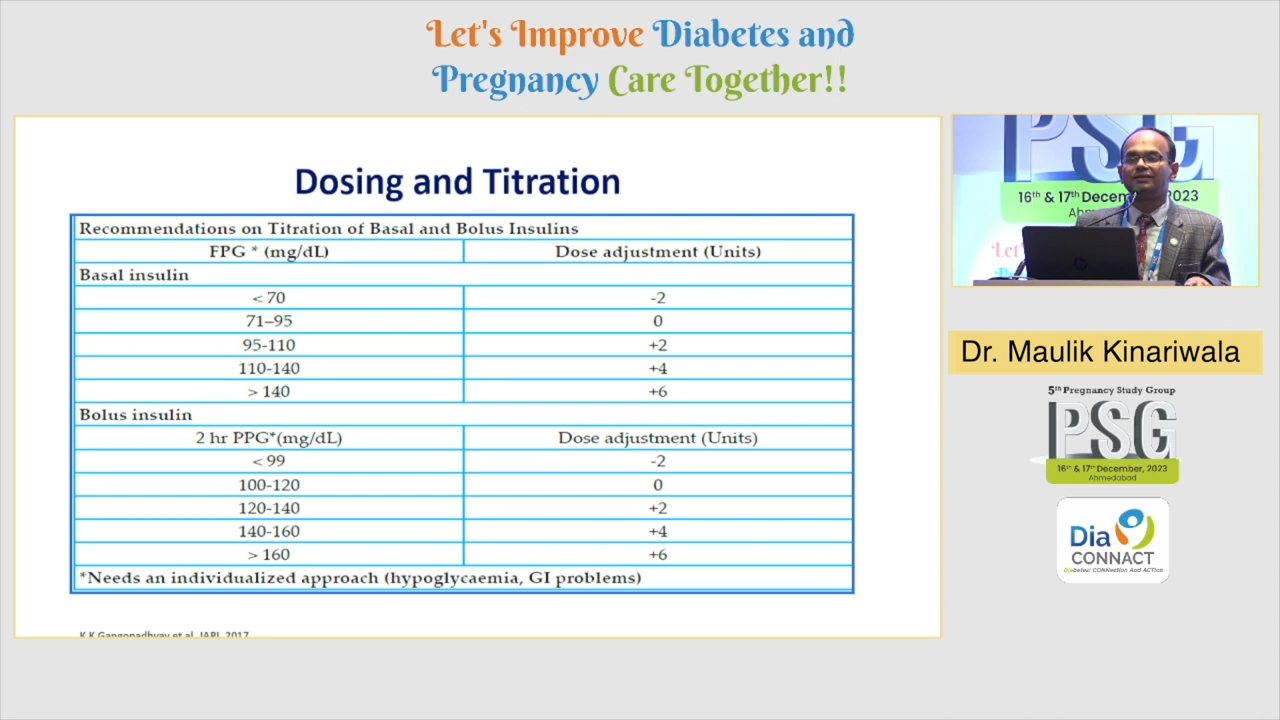 Let's Improve Diabetes and
Pregnancy Care Together!!
Dosing and Titration
Recommendations on Titration of Basal and Bolus Insulins
FPG * (mg/dL) Dose adjustment (Units)
Basal insulin
< 70 -2
71–95 0
95-110 +2
110-140 +4
> 140 +6
Bolus insulin
2 hr PPG*(mg/dL) Dose adjustment (Units)
< 99 -2
100-120 0
120-140 +2
140-160 +4
> 160 +6
*Needs an individualized approach (hypoglycaemia, GI problems)
K K Gangopadhyay et al. JAPI. 2017
PSG
16th & 17th Decem 2023
Ah
Let'
Dr. Maulik Kinariwala
5th Pregnancy Study Group
PSG
16th & 17th December, 2023
Ahmedabad
Dia
CONNACT
Diabetes: CONNection And ACTion